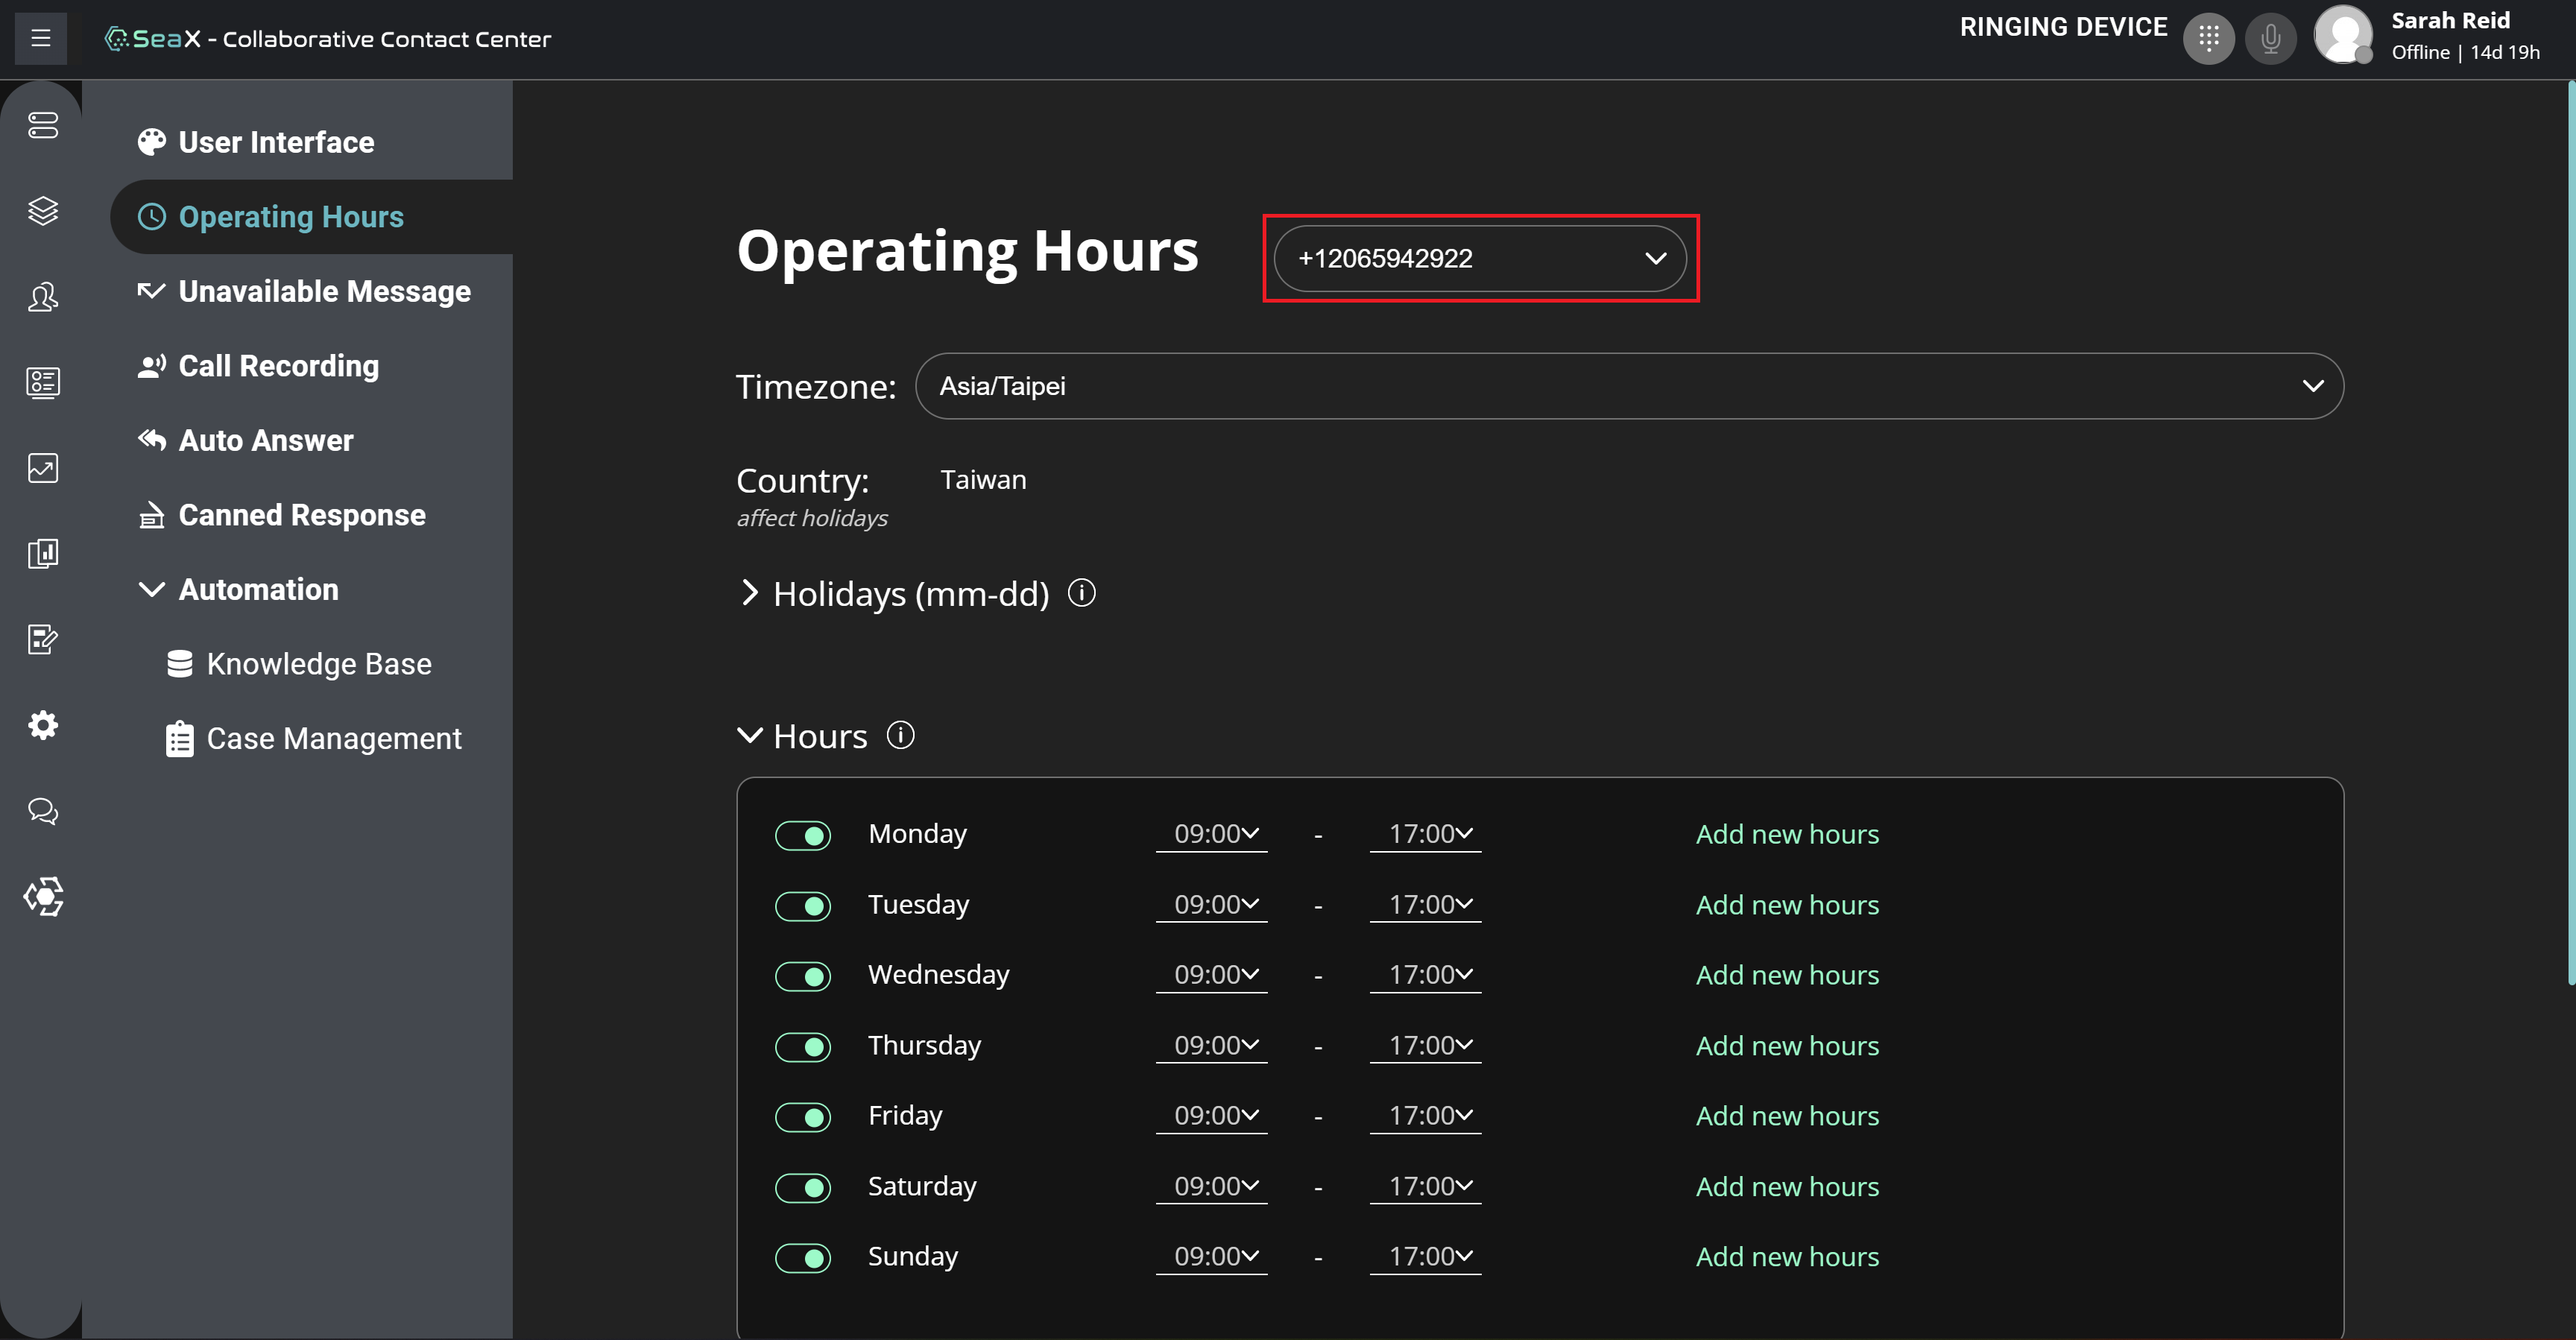 SeaX - Collaborative Contact Center
RINGING DEVICE
Sarah Reid
Offline | 14d 19h
User Interface
Operating Hours
Unavailable Message
Call Recording
Auto Answer
Canned Response
Automation
Knowledge Base
Case Management
Operating Hours +12065942922
Timezone: Asia/Taipei
Country: Taiwan
affect holidays
Holidays (mm-dd)
Hours
Monday 09:00 - 17:00 Add new hours
Tuesday 09:00 - 17:00 Add new hours
Wednesday 09:00 - 17:00 Add new hours
Thursday 09:00 - 17:00 Add new hours
Friday 09:00 - 17:00 Add new hours
Saturday 09:00 - 17:00 Add new hours
Sunday 09:00 - 17:00 Add new hours